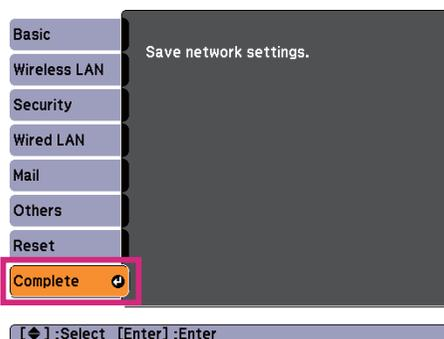 Basic
Save network settings.
Wireless LAN
Security
Wired LAN
Mail
Others
Reset
Complete
[◆] :Select [Enter] :Enter